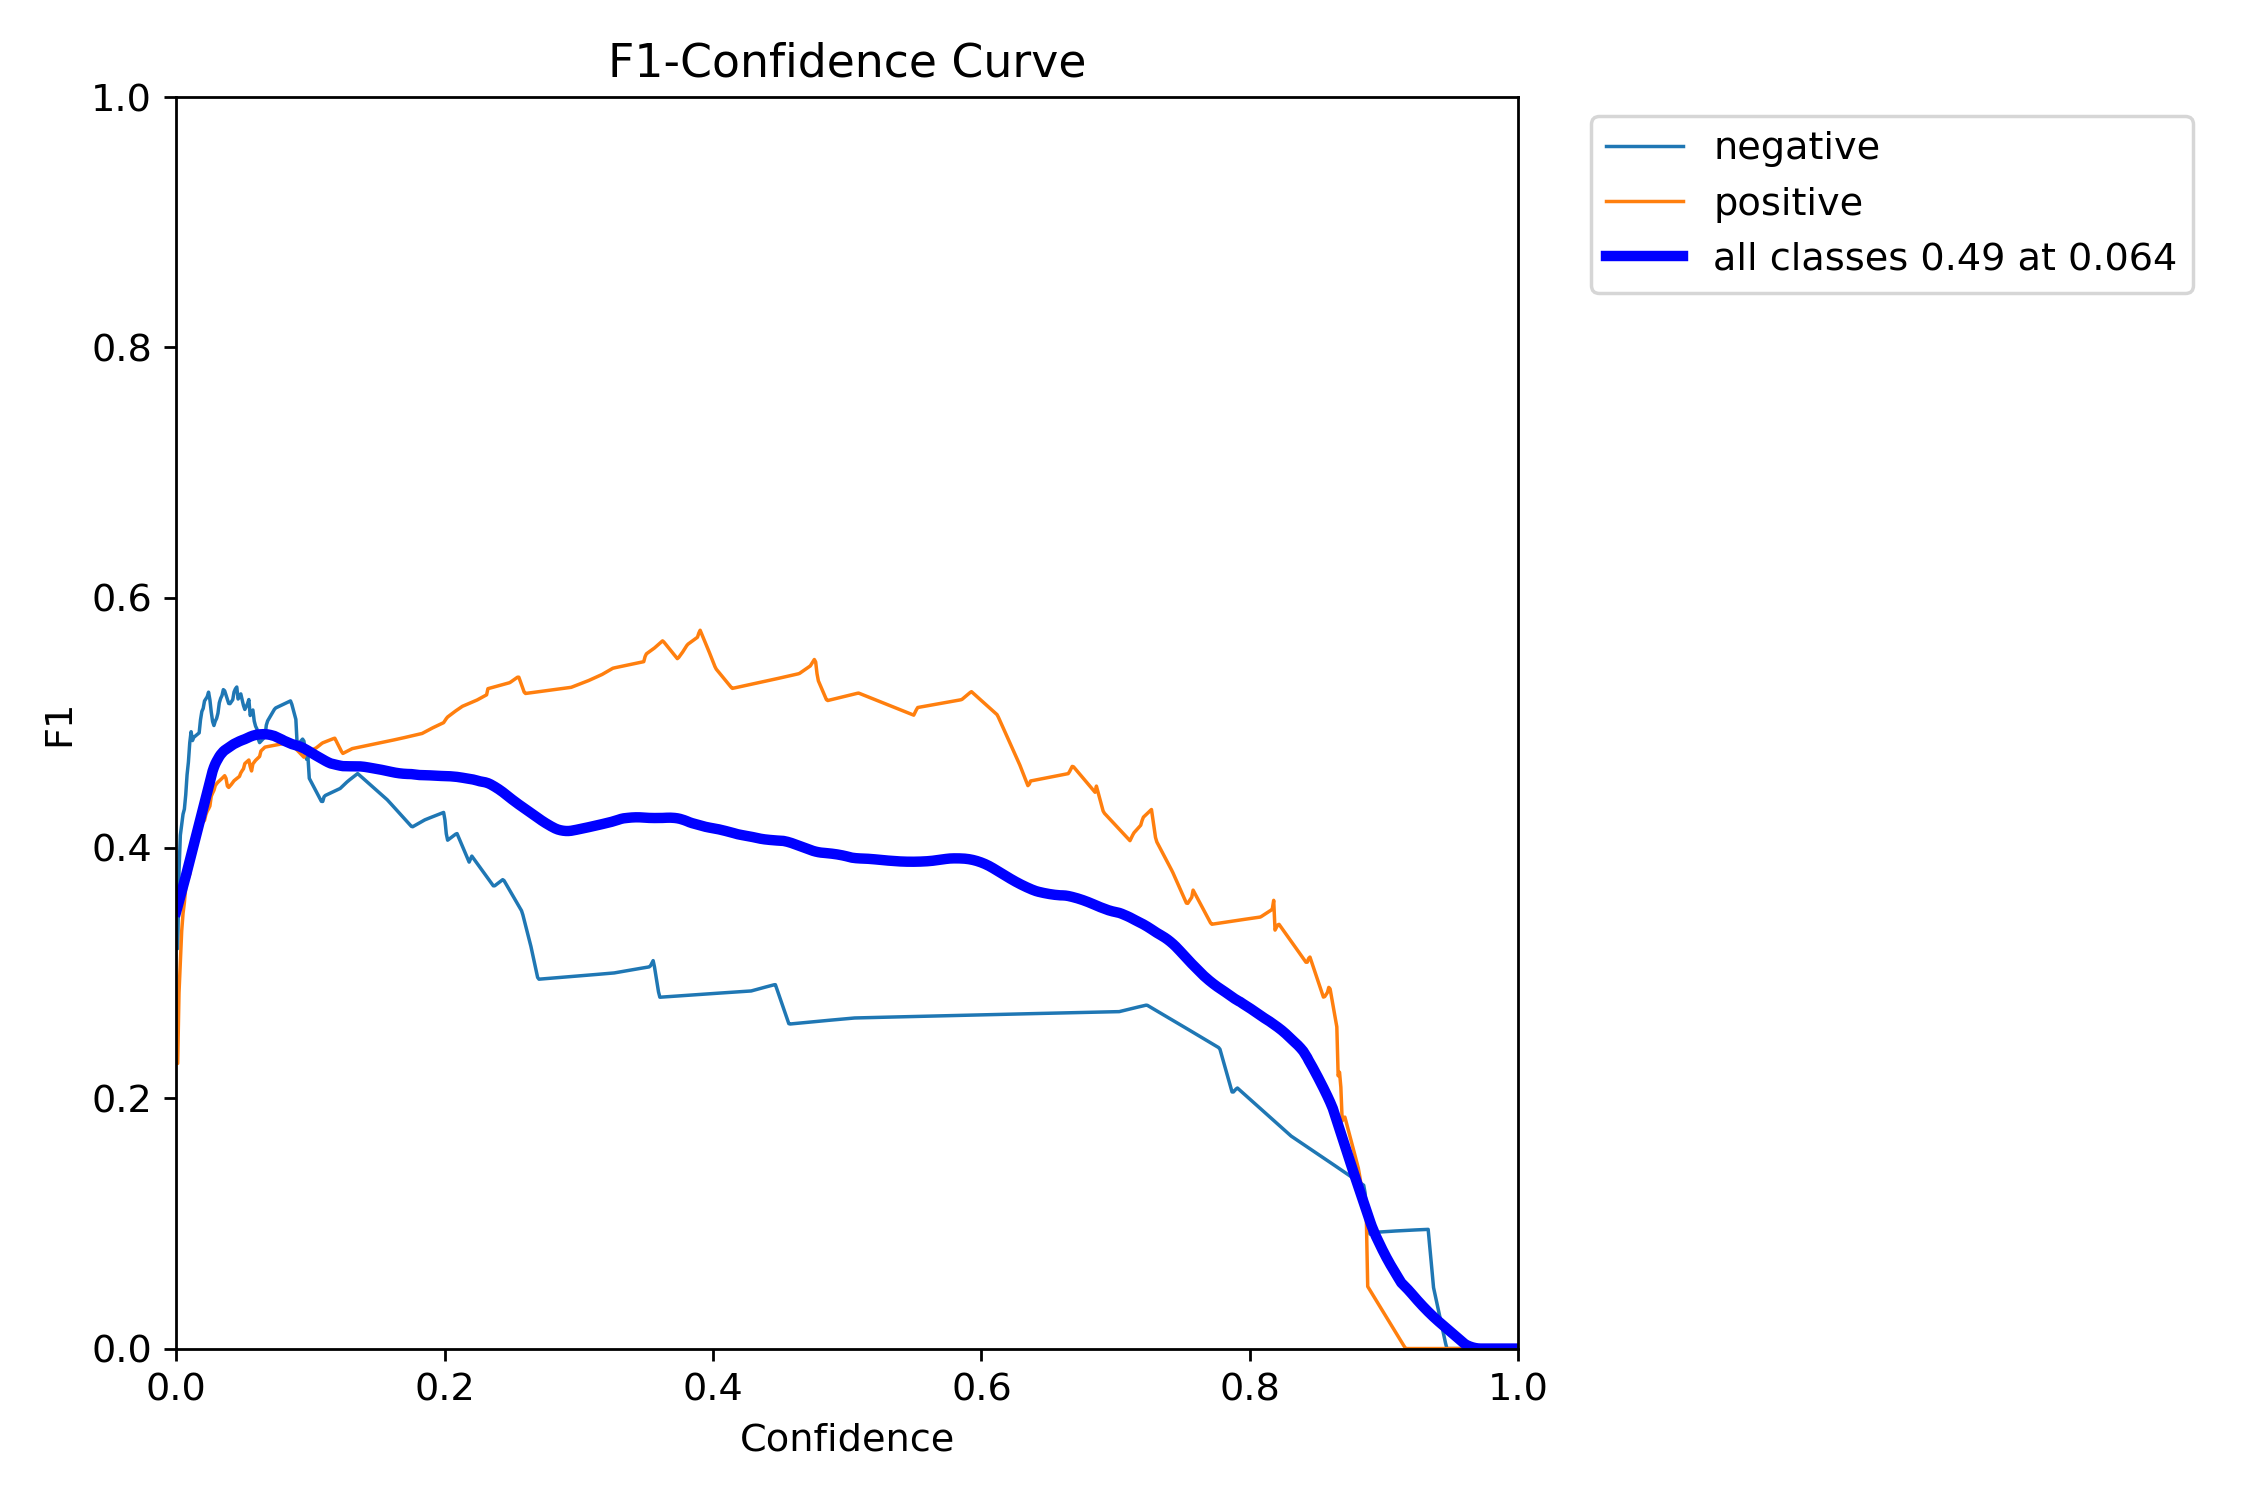 F1-Confidence Curve
1.0
0.8
0.6
0.4
0.2
0.0
F1
0.0 0.2 0.4 0.6 0.8 1.0
Confidence
negative
positive
all classes 0.49 at 0.064